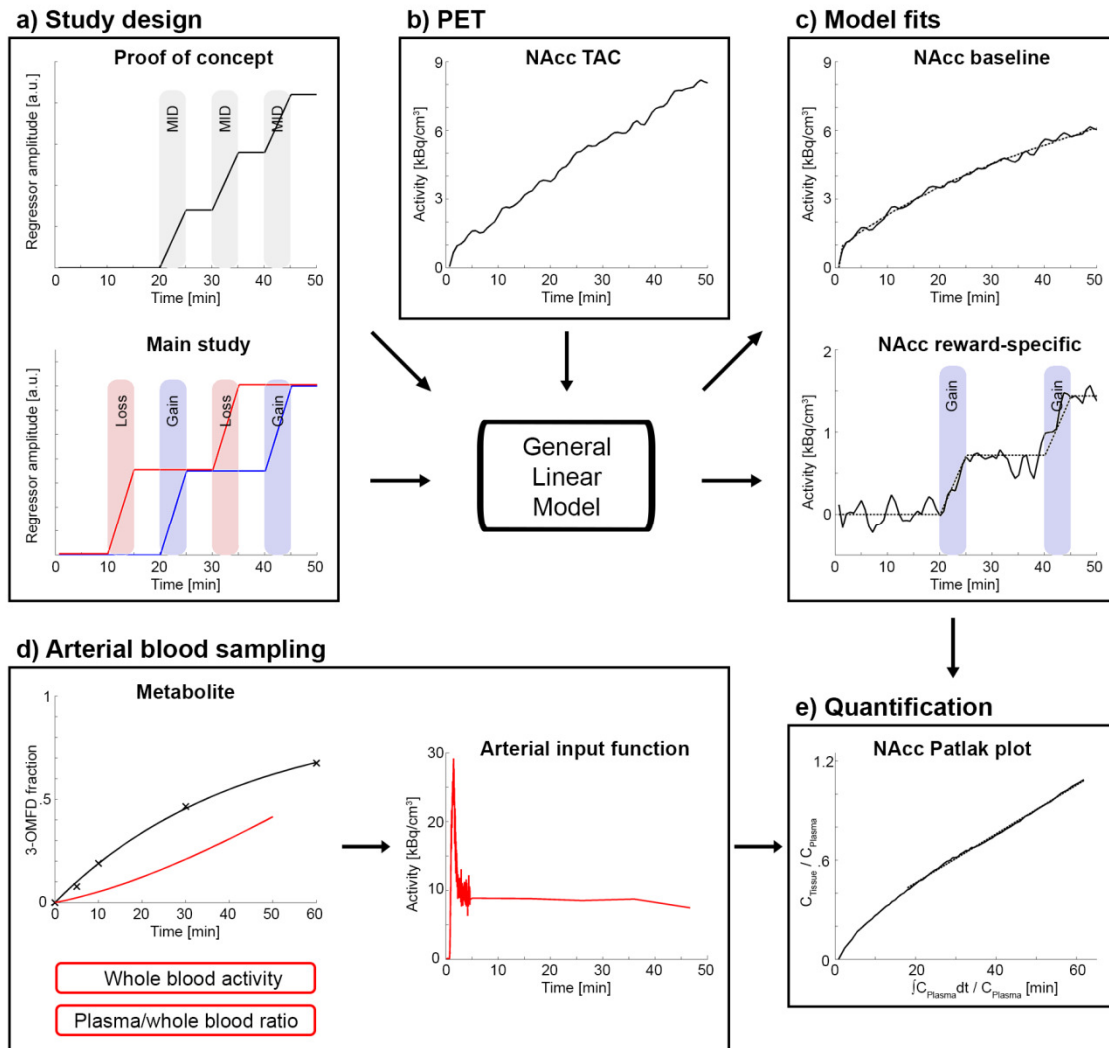 a) Study design
Proof of concept
Regressor amplitude [a.u.]
MID
MID
MID
0 10 20 30 40 50
Time [min]
Main study
Regressor amplitude [a.u.]
Loss
Gain
Loss
Gain
0 10 20 30 40 50
Time [min]
b) PET
NAcc TAC
Activity [kBq/cm³]
9
6
3
0
0 10 20 30 40 50
Time [min]
General
Linear
Model
c) Model fits
NAcc baseline
Activity [kBq/cm³]
9
6
3
0
0 10 20 30 40 50
Time [min]
NAcc reward-specific
Activity [kBq/cm³]
2
1
0
Gain
Gain
0 10 20 30 40 50
Time [min]
d) Arterial blood sampling
Metabolite
3-OMFD fraction
1
.5
0
0 10 20 30 40 50 60
Time [min]
Whole blood activity
Plasma/whole blood ratio
Arterial input function
Activity [kBq/cm³]
30
20
10
0
0 10 20 30 40 50
Time [min]
e) Quantification
NAcc Patlak plot
C_Tissue / C_Plasma
1.2
.6
0
0 20 40 60
∫C_Plasma dt / C_Plasma [min]